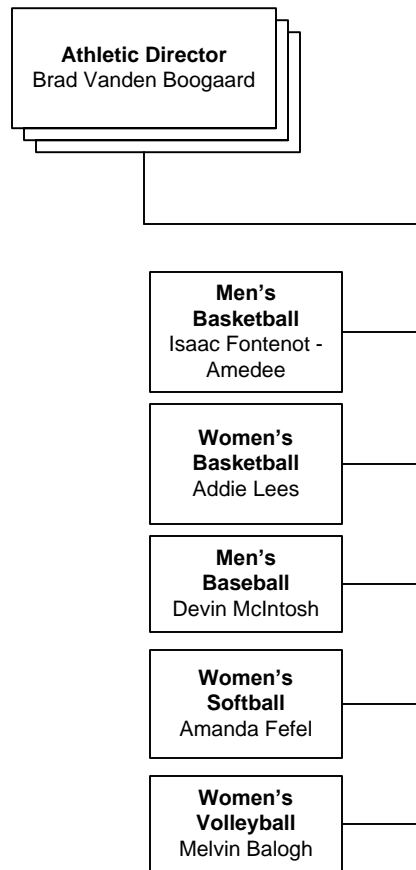 Athletic Director
Brad Vanden Boogaard
Men’s
Basketball
Isaac Fontenot -
Amedee
Women’s
Basketball
Addie Lees
Men’s
Baseball
Devin McIntosh
Women’s
Softball
Amanda Fefel
Women’s
Volleyball
Melvin Balogh